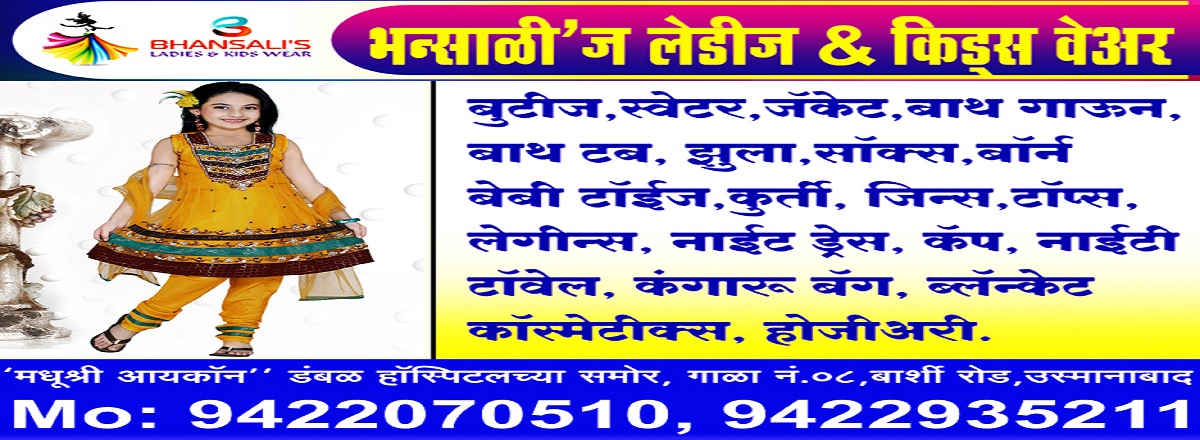 3
BHANSALI'S
LADIES & KIDS WEAR
भन्साळी'ज लेडीज & किड्स वेअर
बुटीज,स्वेटर,जॅकेट,बाथ गाऊन,
बाथ टब, झुला,सॉक्स,बॉर्न
बेबी टॉईज,कुर्ती, जिन्स,टॉप्स,
लेगीन्स, नाईट ड्रेस, कॅप, नाईटी
टॉवेल, कंगारू बॅग, ब्लॅन्केट
कॉस्मेटीक्स, होजीअरी.
‘मधूश्री आयकॉन’’ डंबळ हॉस्पिटलच्या समोर, गाळा नं.०८,बार्शी रोड,उस्मानाबाद
Mo: 9422070510, 9422935211